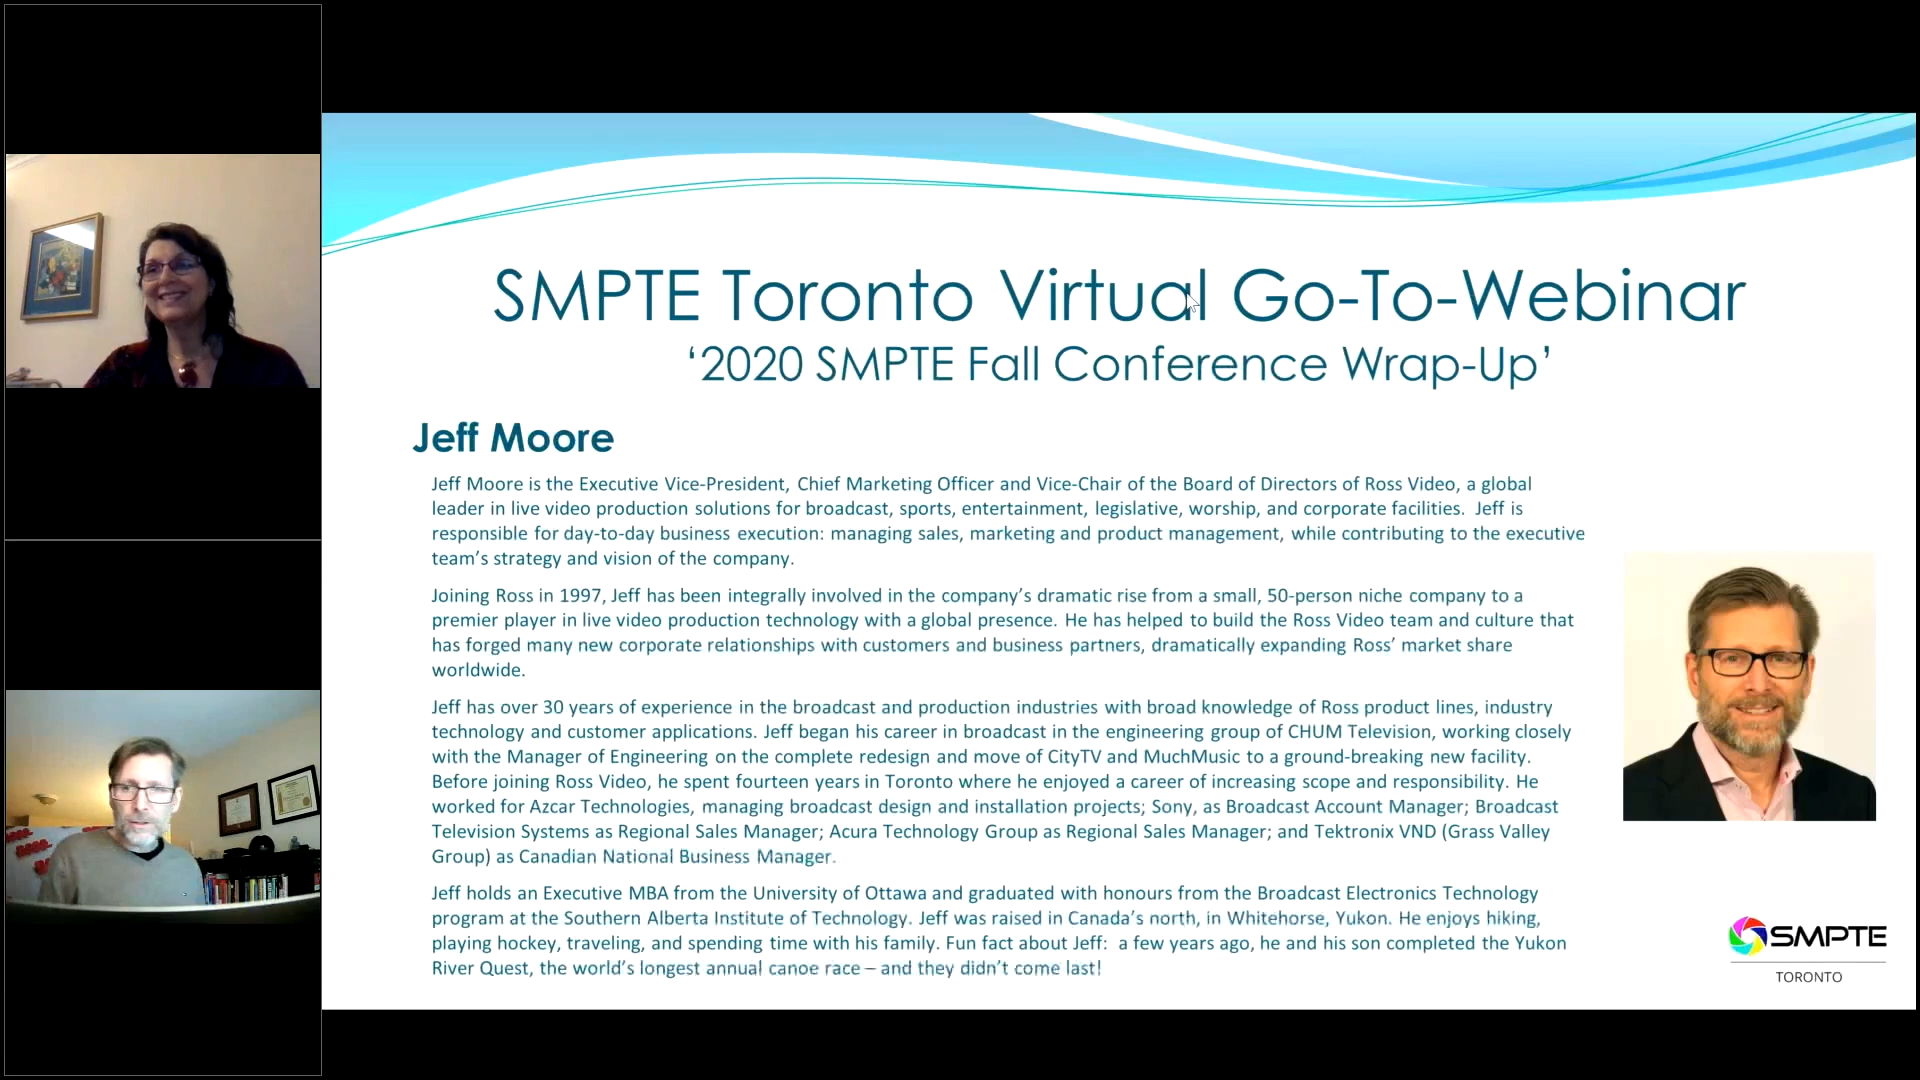 SMPTE Toronto Virtual Go-To-Webinar
‘2020 SMPTE Fall Conference Wrap-Up’
Jeff Moore
Jeff Moore is the Executive Vice-President, Chief Marketing Officer and Vice-Chair of the Board of Directors of Ross Video, a global
leader in live video production solutions for broadcast, sports, entertainment, legislative, worship, and corporate facilities. Jeff is
responsible for day-to-day business execution: managing sales, marketing and product management, while contributing to the executive
team’s strategy and vision of the company.
Joining Ross in 1997, Jeff has been integrally involved in the company’s dramatic rise from a small, 50-person niche company to a
premier player in live video production technology with a global presence. He has helped to build the Ross Video team and culture that
has forged many new corporate relationships with customers and business partners, dramatically expanding Ross’ market share
worldwide.
Jeff has over 30 years of experience in the broadcast and production industries with broad knowledge of Ross product lines, industry
technology and customer applications. Jeff began his career in broadcast in the engineering group of CHUM Television, working closely
with the Manager of Engineering on the complete redesign and move of CityTV and MuchMusic to a ground-breaking new facility.
Before joining Ross Video, he spent fourteen years in Toronto where he enjoyed a career of increasing scope and responsibility. He
worked for Azcar Technologies, managing broadcast design and installation projects; Sony, as Broadcast Account Manager; Broadcast
Television Systems as Regional Sales Manager; Acura Technology Group as Regional Sales Manager; and Tektronix VND (Grass Valley
Group) as Canadian National Business Manager.
Jeff holds an Executive MBA from the University of Ottawa and graduated with honours from the Broadcast Electronics Technology
program at the Southern Alberta Institute of Technology. Jeff was raised in Canada’s north, in Whitehorse, Yukon. He enjoys hiking,
playing hockey, traveling, and spending time with his family. Fun fact about Jeff: a few years ago, he and his son completed the Yukon
River Quest, the world’s longest annual canoe race – and they didn’t come last!
SMPTE
TORONTO